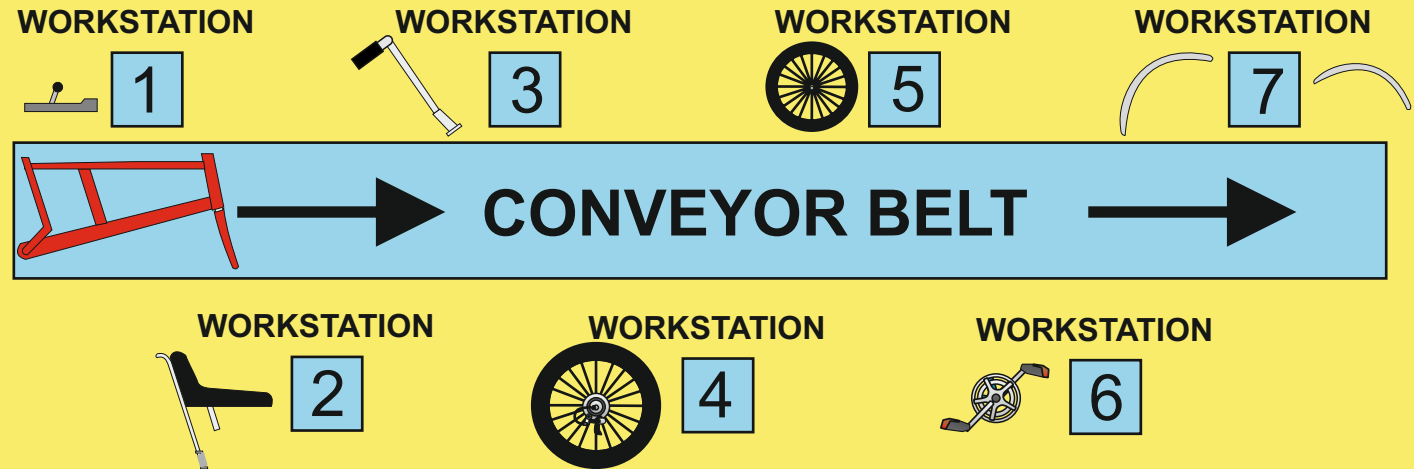 WORKSTATION
1
WORKSTATION
3
WORKSTATION
5
WORKSTATION
7
CONVEYOR BELT
WORKSTATION
2
WORKSTATION
4
WORKSTATION
6